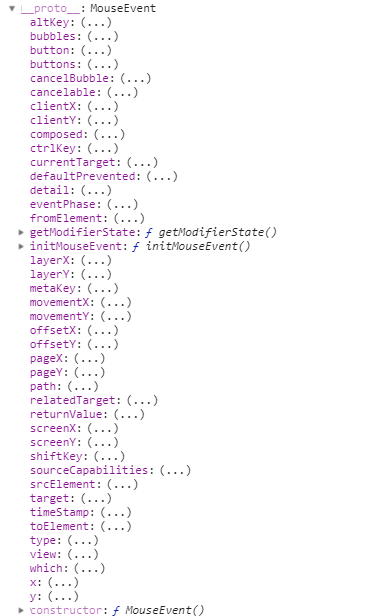 ▼ __proto__: MouseEvent
altKey: (...)
bubbles: (...)
button: (...)
buttons: (...)
cancelBubble: (...)
cancelable: (...)
clientX: (...)
clientY: (...)
composed: (...)
ctrlKey: (...)
currentTarget: (...)
defaultPrevented: (...)
detail: (...)
eventPhase: (...)
fromElement: (...)
▶ getModifierState: ƒ getModifierState()
▶ initMouseEvent: ƒ initMouseEvent()
layerX: (...)
layerY: (...)
metaKey: (...)
movementX: (...)
movementY: (...)
offsetX: (...)
offsetY: (...)
pageX: (...)
pageY: (...)
path: (...)
relatedTarget: (...)
returnValue: (...)
screenX: (...)
screenY: (...)
shiftKey: (...)
sourceCapabilities: (...)
srcElement: (...)
target: (...)
timeStamp: (...)
toElement: (...)
type: (...)
view: (...)
which: (...)
x: (...)
y: (...)
▶ constructor: ƒ MouseEvent()